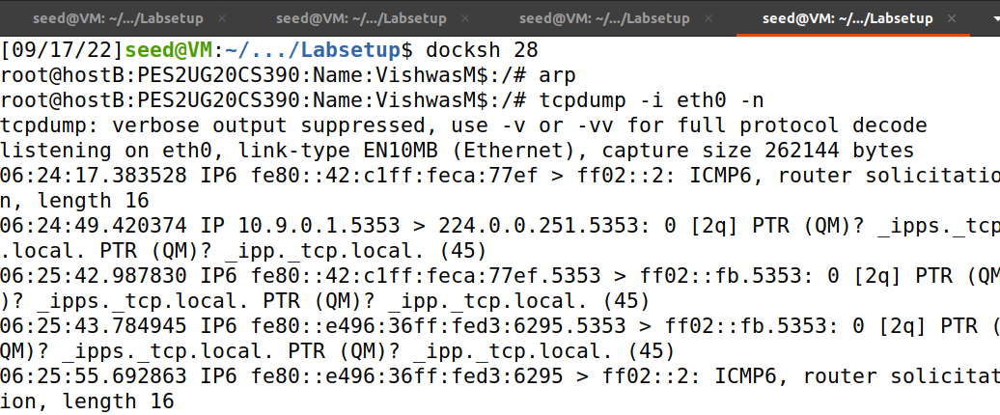 seed@VM: ~/.../Labsetup × seed@VM: ~/.../Labsetup × seed@VM: ~/.../Labsetup × seed@VM: ~/.../Labsetup ×
[09/17/22]seed@VM:~/.../Labsetup$ docksh 28
root@hostB:PES2UG20CS390:Name:VishwasM$:/# arp
root@hostB:PES2UG20CS390:Name:VishwasM$:/# tcpdump -i eth0 -n
tcpdump: verbose output suppressed, use -v or -vv for full protocol decode
listening on eth0, link-type EN10MB (Ethernet), capture size 262144 bytes
06:24:17.383528 IP6 fe80::42:c1ff:feca:77ef > ff02::2: ICMP6, router solicitatio
n, length 16
06:24:49.420374 IP 10.9.0.1.5353 > 224.0.0.251.5353: 0 [2q] PTR (QM)? _ipps._tcp
.local. PTR (QM)? _ipp._tcp.local. (45)
06:25:42.987830 IP6 fe80::42:c1ff:feca:77ef.5353 > ff02::fb.5353: 0 [2q] PTR (QM
)? _ipps._tcp.local. PTR (QM)? _ipp._tcp.local. (45)
06:25:43.784945 IP6 fe80::e496:36ff:fed3:6295.5353 > ff02::fb.5353: 0 [2q] PTR (
QM)? _ipps._tcp.local. PTR (QM)? _ipp._tcp.local. (45)
06:25:55.692863 IP6 fe80::e496:36ff:fed3:6295 > ff02::2: ICMP6, router solicitat
ion, length 16